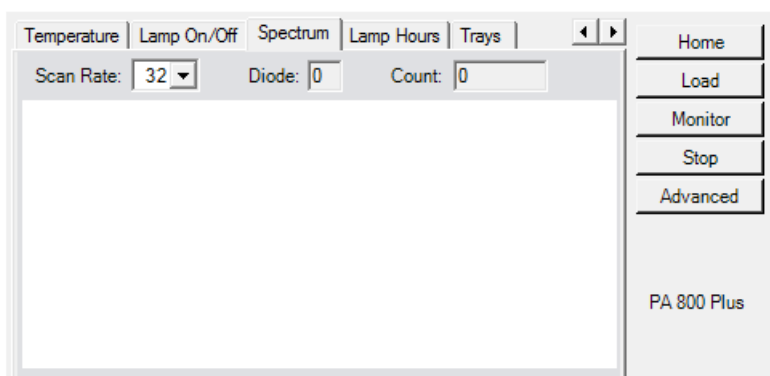 Temperature Lamp On/Off Spectrum Lamp Hours Trays
Scan Rate: 32 Diode: 0 Count: 0
Home
Load
Monitor
Stop
Advanced
PA 800 Plus